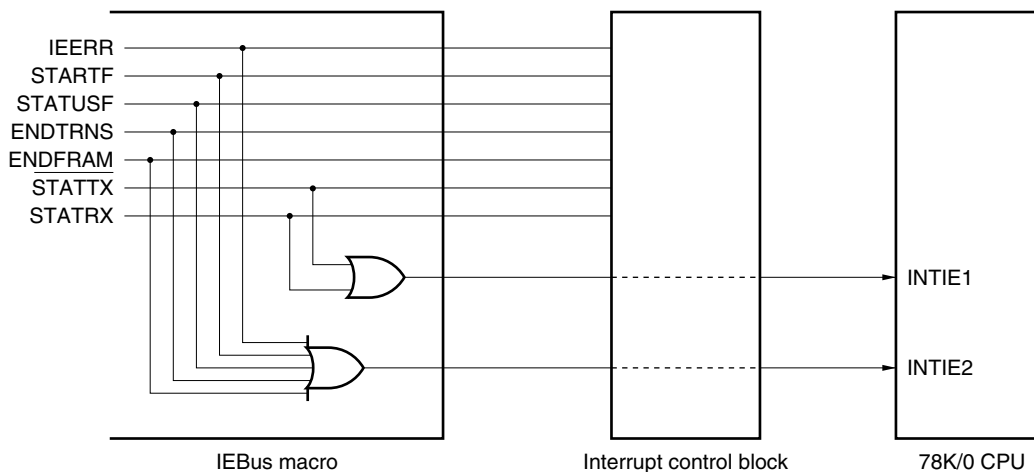 IEERR
STARTF
STATUSF
ENDTRNS
ENDFRAM
STATTX
STATRX
INTIE1
INTIE2
IEBus macro
Interrupt control block
78K/0 CPU